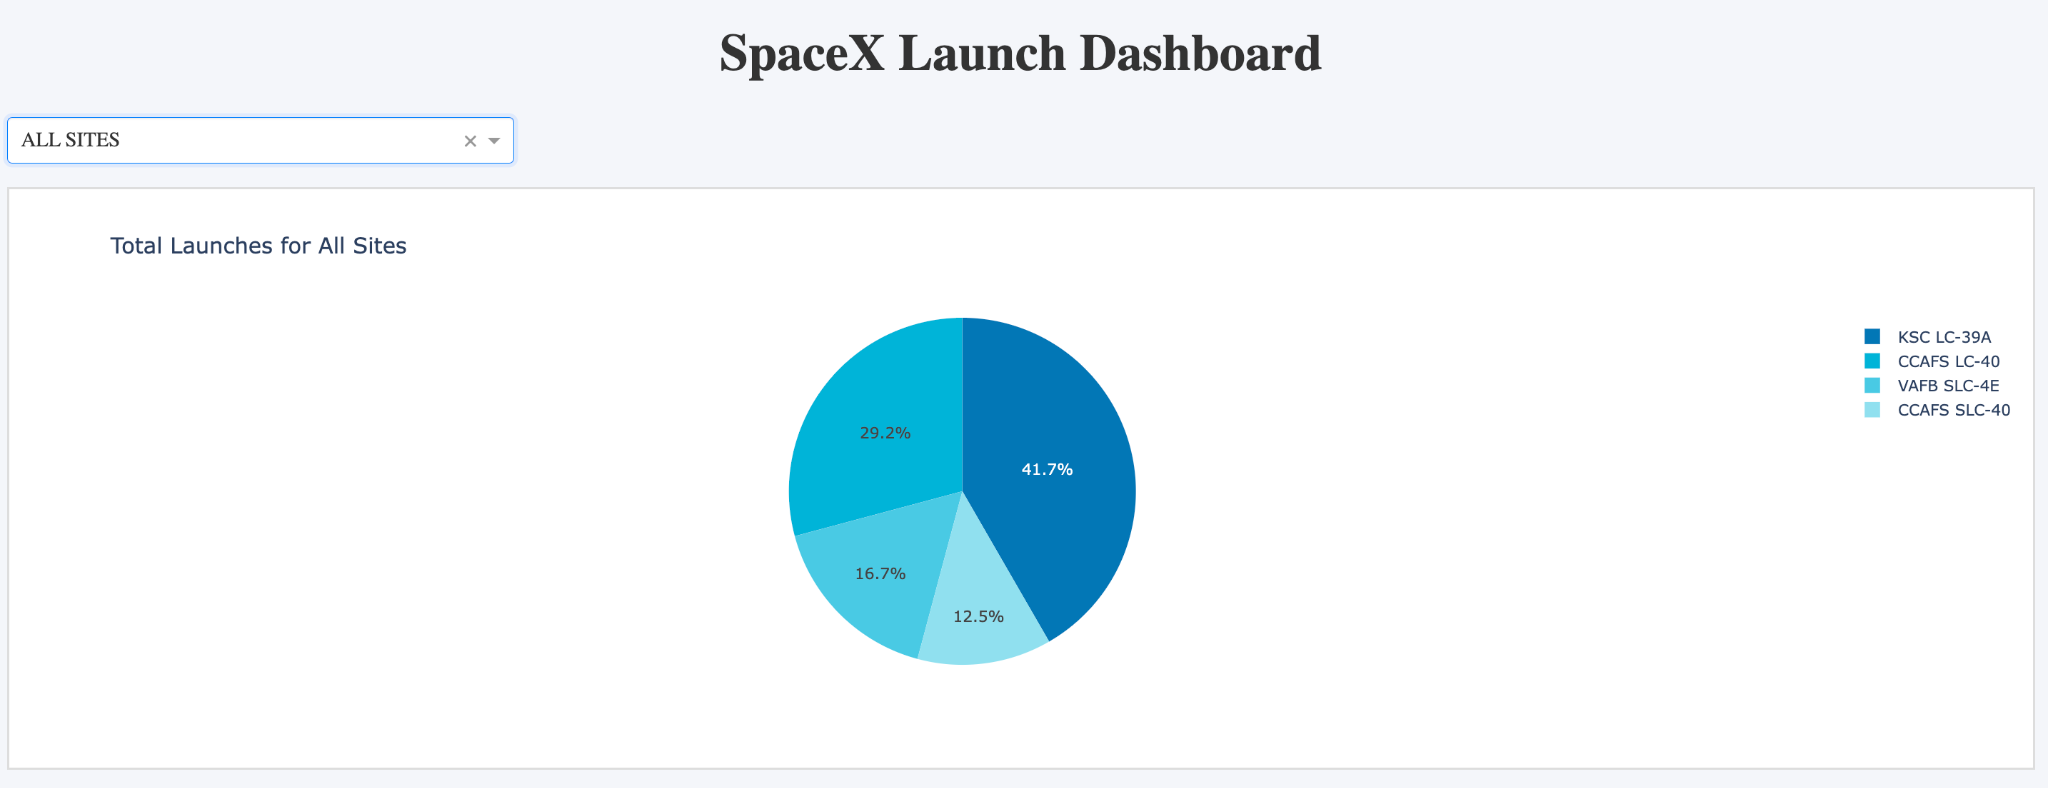 SpaceX Launch Dashboard
ALL SITES
Total Launches for All Sites
KSC LC-39A
CCAFS LC-40
VAFB SLC-4E
CCAFS SLC-40
29.2%
41.7%
16.7%
12.5%